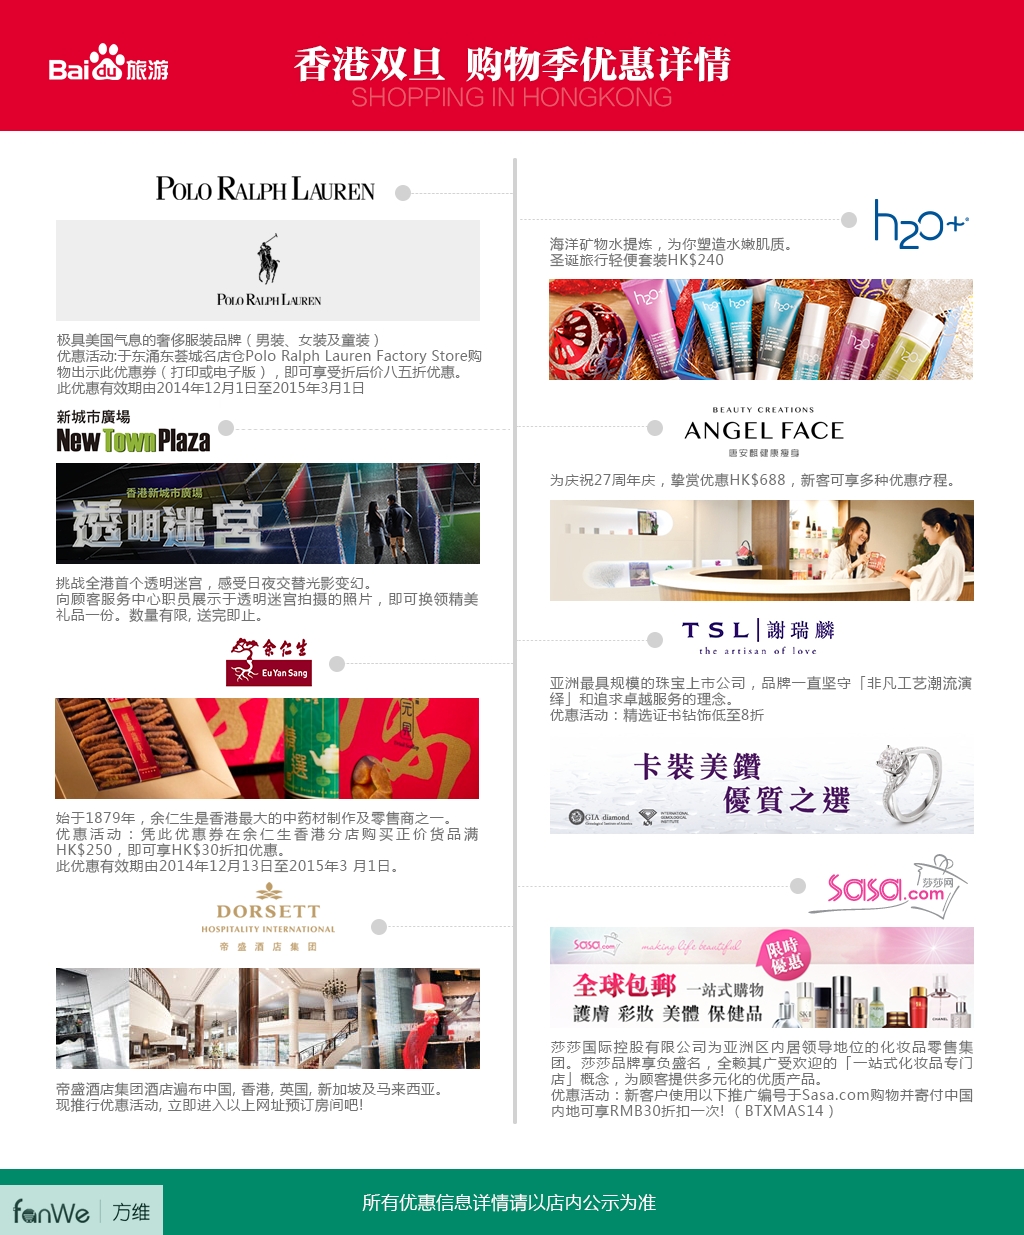 Bai du 旅游
香港双旦 购物季优惠详情
SHOPPING IN HONGKONG
POLO RALPH LAUREN
POLO RALPH LAUREN
极具美国气息的奢侈服装品牌（男装、女装及童装）
优惠活动:于东涌东荟城名店仓Polo Ralph Lauren Factory Store购
物出示此优惠券（打印或电子版），即可享受折后价八五折优惠。
此优惠有效期由2014年12月1日至2015年3月1日
新城市廣場
New Town Plaza
香港新城市廣場
透明迷宮
挑战全港首个透明迷宫，感受日夜交替光影变幻。
向顾客服务中心职员展示于透明迷宫拍摄的照片，即可换领精美
礼品一份。数量有限, 送完即止。
余仁生
Eu Yan Sang
始于1879年，余仁生是香港最大的中药材制作及零售商之一。
优惠活动：凭此优惠券在余仁生香港分店购买正价货品满
HK$250，即可享HK$30折扣优惠。
此优惠有效期由2014年12月13日至2015年3 月1日。
DORSETT
HOSPITALITY INTERNATIONAL
帝盛酒店集团
帝盛酒店集团酒店遍布中国, 香港, 英国, 新加坡及马来西亚。
现推行优惠活动, 立即进入以上网址预订房间吧!
h2o+
海洋矿物水提炼，为你塑造水嫩肌质。
圣诞旅行轻便套装HK$240
h2o+
h2o+
h2o+
BEAUTY CREATIONS
ANGEL FACE
唐安麒健康瘦身
为庆祝27周年庆，挚赏优惠HK$688，新客可享多种优惠疗程。
TSL 謝瑞麟
the artisan of love
亚洲最具规模的珠宝上市公司，品牌一直坚守「非凡工艺潮流演
绎」和追求卓越服务的理念。
优惠活动：精选证书钻饰低至8折
卡裝美鑽
優質之選
GIA diamond
Gemological Institute of America
INTERNATIONAL
GEMOLOGICAL
INSTITUTE
sasa.com
莎莎网
sasa.com making life beautiful
限時
優惠
全球包郵 一站式購物
護膚 彩妝 美體 保健品
SK-II
CHANEL
莎莎国际控股有限公司为亚洲区内居领导地位的化妆品零售集
团。莎莎品牌享负盛名，全赖其广受欢迎的「一站式化妆品专门
店」概念，为顾客提供多元化的优质产品。
优惠活动：新客户使用以下推广编号于Sasa.com购物并寄付中国
内地可享RMB30折扣一次! （BTXMAS14）
所有优惠信息详情请以店内公示为准
fanWe 方维